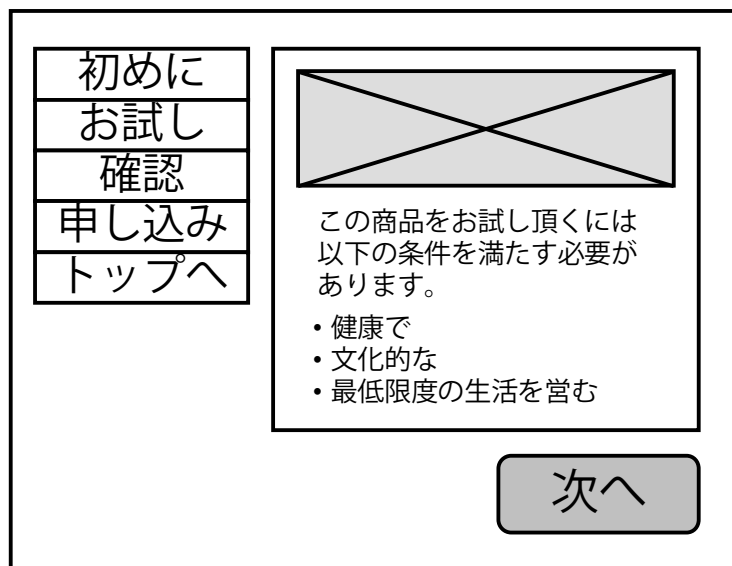 初めに
お試し
確認
申し込み
トップへ
この商品をお試し頂くには
以下の条件を満たす必要が
あります。
・健康で
・文化的な
・最低限度の生活を営む
次へ